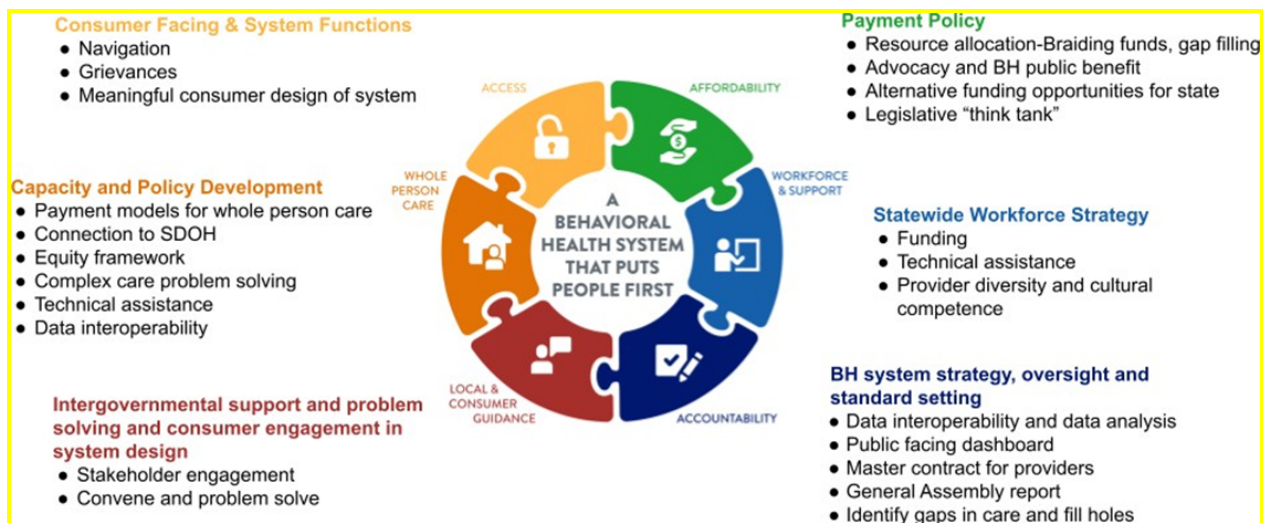 Consumer Facing & System Functions
● Navigation
● Grievances
● Meaningful consumer design of system
Payment Policy
● Resource allocation-Braiding funds, gap filling
● Advocacy and BH public benefit
● Alternative funding opportunities for state
● Legislative “think tank”
ACCESS
AFFORDABILITY
WHOLE
PERSON
CARE
WORKFORCE
& SUPPORT
A
BEHAVIORAL
HEALTH SYSTEM
THAT PUTS
PEOPLE FIRST
LOCAL &
CONSUMER
GUIDANCE
ACCOUNTABILITY
Capacity and Policy Development
● Payment models for whole person care
● Connection to SDOH
● Equity framework
● Complex care problem solving
● Technical assistance
● Data interoperability
Statewide Workforce Strategy
● Funding
● Technical assistance
● Provider diversity and cultural
competence
Intergovernmental support and problem
solving and consumer engagement in
system design
● Stakeholder engagement
● Convene and problem solve
BH system strategy, oversight and
standard setting
● Data interoperability and data analysis
● Public facing dashboard
● Master contract for providers
● General Assembly report
● Identify gaps in care and fill holes